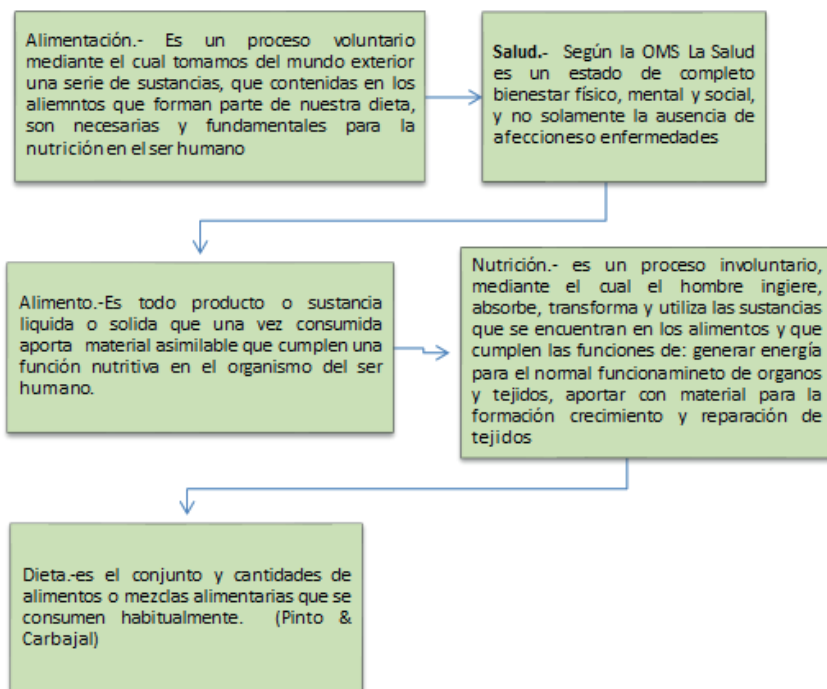 Alimentación.- Es un proceso voluntario
mediante el cual tomamos del mundo exterior
una serie de sustancias, que contenidas en los
aliemntos que forman parte de nuestra dieta,
son necesarias y fundamentales para la
nutrición en el ser humano
Salud.- Según la OMS La Salud
es un estado de completo
bienestar físico, mental y social,
y no solamente la ausencia de
afeccioneso enfermedades
Alimento.-Es todo producto o sustancia
liquida o solida que una vez consumida
aporta material asimilable que cumplen una
función nutritiva en el organismo del ser
humano.
Nutrición.- es un proceso involuntario,
mediante el cual el hombre ingiere,
absorbe, transforma y utiliza las sustancias
que se encuentran en los alimentos y que
cumplen las funciones de: generar energía
para el normal funcionamineto de organos
y tejidos, aportar con material para la
formación crecimiento y reparación de
tejidos
Dieta.-es el conjunto y cantidades de
alimentos o mezclas alimentarias que se
consumen habitualmente. (Pinto &
Carbajal)